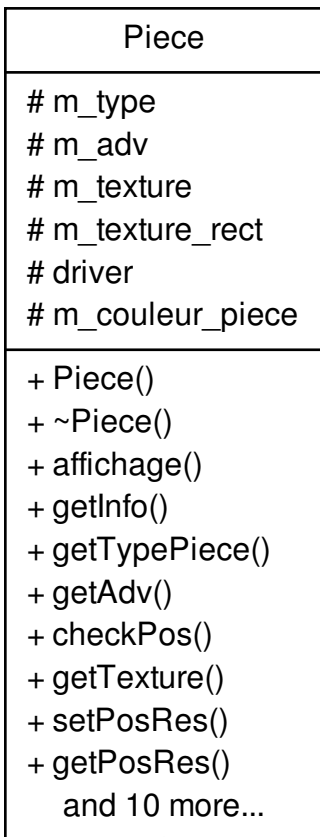 Piece
# m_type
# m_adv
# m_texture
# m_texture_rect
# driver
# m_couleur_piece
+ Piece()
+ ~Piece()
+ affichage()
+ getInfo()
+ getTypePiece()
+ getAdv()
+ checkPos()
+ getTexture()
+ setPosRes()
+ getPosRes()
and 10 more...